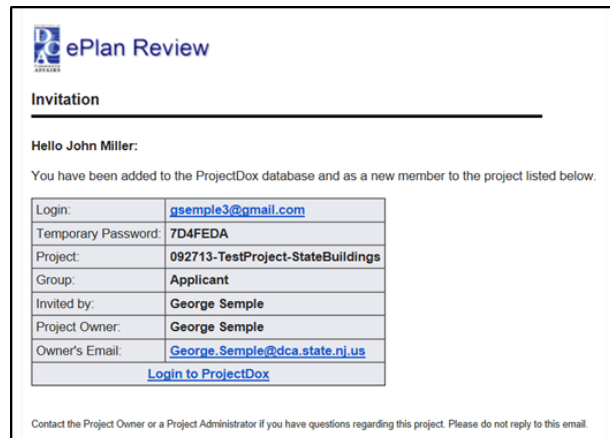 DCA
AFFAIRS
ePlan Review
Invitation
Hello John Miller:
You have been added to the ProjectDox database and as a new member to the project listed below.
Login: gsemple3@gmail.com
Temporary Password: 7D4FEDA
Project: 092713-TestProject-StateBuildings
Group: Applicant
Invited by: George Semple
Project Owner: George Semple
Owner's Email: George.Semple@dca.state.nj.us
Login to ProjectDox
Contact the Project Owner or a Project Administrator if you have questions regarding this project. Please do not reply to this email.